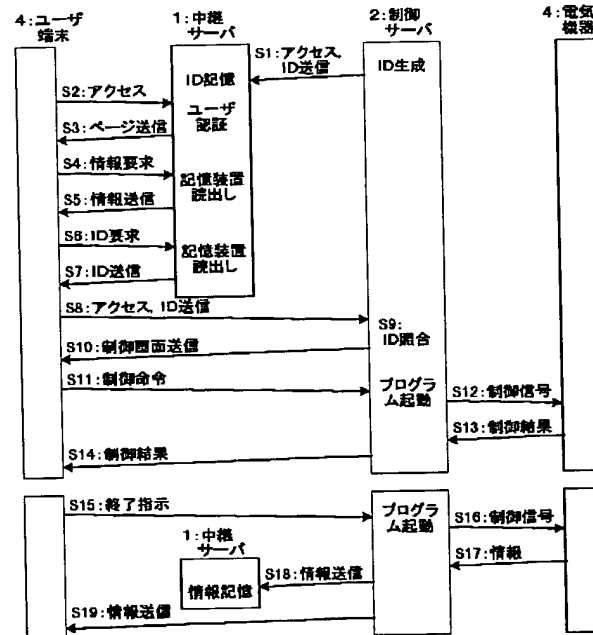 4:ユーザ
端末
1:中継
サーバ
2:制御
サーバ
4:電気
機器
S1:アクセス,
ID送信
ID生成
ID記憶
S2:アクセス
ユーザ
認証
S3:ページ送信
S4:情報要求
記憶装置
読出し
S5:情報送信
S6:ID要求
記憶装置
読出し
S7:ID送信
S8:アクセス, ID送信
S9:
ID照合
S10:制御画面送信
S11:制御命令
プログラ
ム起動
S12:制御信号
S13:制御結果
S14:制御結果
S15:終了指示
プログラ
ム起動
S16:制御信号
1:中継
サーバ
S17:情報
S18:情報送信
情報記憶
S19:情報送信